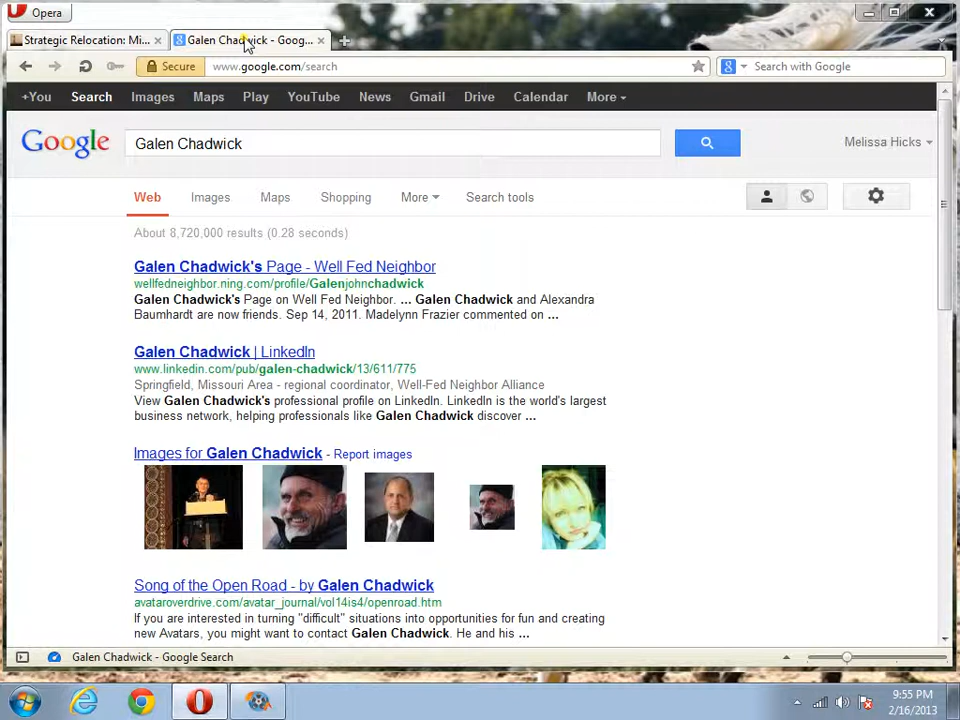 Opera
Strategic Relocation: Mi...
Galen Chadwick - Goog...
Secure
www.google.com/search
Search with Google
+You Search Images Maps Play YouTube News Gmail Drive Calendar More
Google
Galen Chadwick
Melissa Hicks
Web Images Maps Shopping More Search tools
About 8,720,000 results (0.28 seconds)
Galen Chadwick's Page - Well Fed Neighbor
wellfedneighbor.ning.com/profile/Galenjohnchadwick
Galen Chadwick's Page on Well Fed Neighbor. ... Galen Chadwick and Alexandra
Baumhardt are now friends. Sep 14, 2011. Madelynn Frazier commented on ...
Galen Chadwick | LinkedIn
www.linkedin.com/pub/galen-chadwick/13/611/775
Springfield, Missouri Area - regional coordinator, Well-Fed Neighbor Alliance
View Galen Chadwick's professional profile on LinkedIn. LinkedIn is the world's largest
business network, helping professionals like Galen Chadwick discover ...
Images for Galen Chadwick - Report images
Song of the Open Road - by Galen Chadwick
avataroverdrive.com/avatar_journal/vol14is4/openroad.htm
If you are interested in turning "difficult" situations into opportunities for fun and creating
new Avatars, you might want to contact Galen Chadwick. He and his ...
Galen Chadwick - Google Search
9:55 PM
2/16/2013